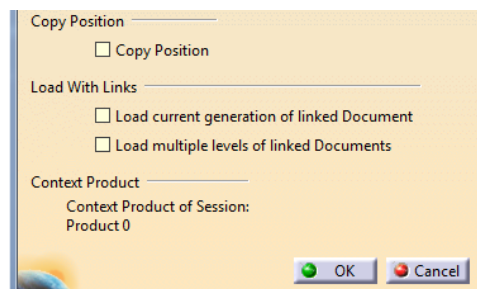 Copy Position
Copy Position
Load With Links
Load current generation of linked Document
Load multiple levels of linked Documents
Context Product
Context Product of Session:
Product 0
OK Cancel